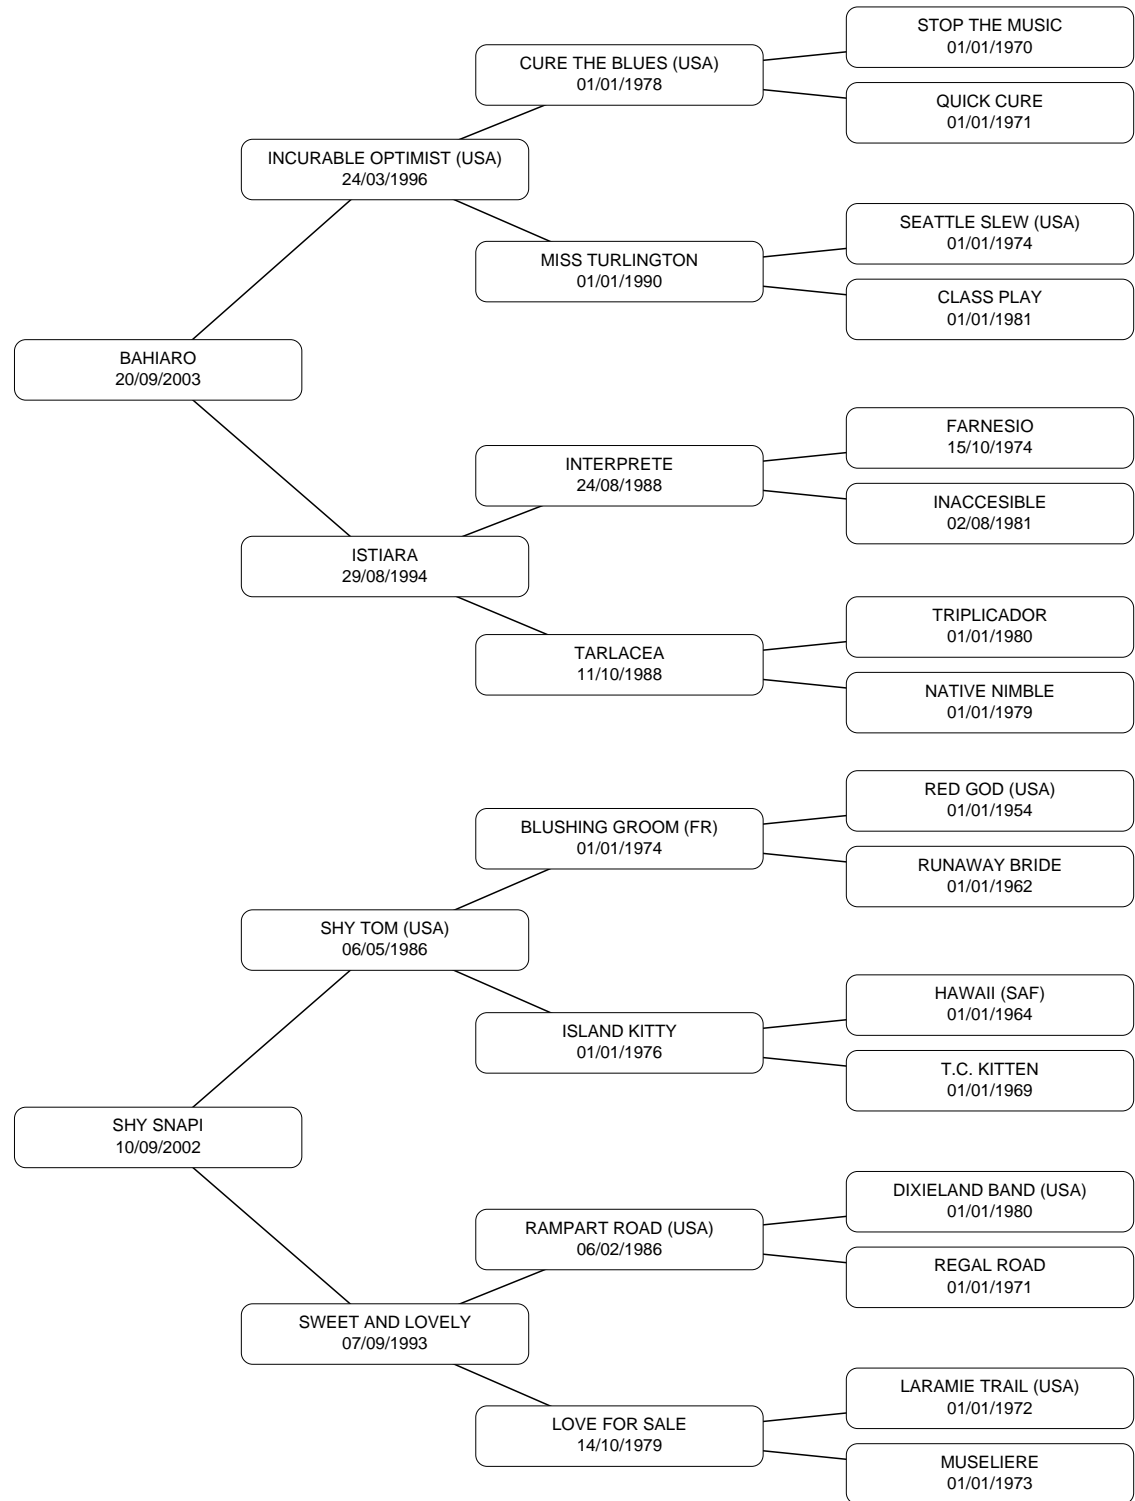 STOP THE MUSIC
01/01/1970
CURE THE BLUES (USA)
01/01/1978
QUICK CURE
01/01/1971
INCURABLE OPTIMIST (USA)
24/03/1996
SEATTLE SLEW (USA)
01/01/1974
MISS TURLINGTON
01/01/1990
CLASS PLAY
01/01/1981
BAHIARO
20/09/2003
FARNESIO
15/10/1974
INTERPRETE
24/08/1988
INACCESIBLE
02/08/1981
ISTIARA
29/08/1994
TRIPLICADOR
01/01/1980
TARLACEA
11/10/1988
NATIVE NIMBLE
01/01/1979
RED GOD (USA)
01/01/1954
BLUSHING GROOM (FR)
01/01/1974
RUNAWAY BRIDE
01/01/1962
SHY TOM (USA)
06/05/1986
HAWAII (SAF)
01/01/1964
ISLAND KITTY
01/01/1976
T.C. KITTEN
01/01/1969
SHY SNAPI
10/09/2002
DIXIELAND BAND (USA)
01/01/1980
RAMPART ROAD (USA)
06/02/1986
REGAL ROAD
01/01/1971
SWEET AND LOVELY
07/09/1993
LARAMIE TRAIL (USA)
01/01/1972
LOVE FOR SALE
14/10/1979
MUSELIERE
01/01/1973